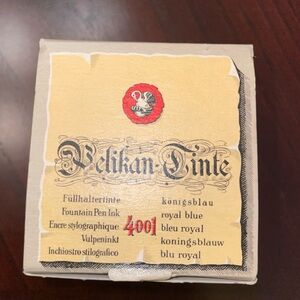 Pelikan-Tinte
Füllhaltertinte königsblau
Fountain Pen Ink royal blue
Encre stylographique 4001 bleu royal
Vulpeninkt koningsblauw
Inchiostro stilografico blu royal